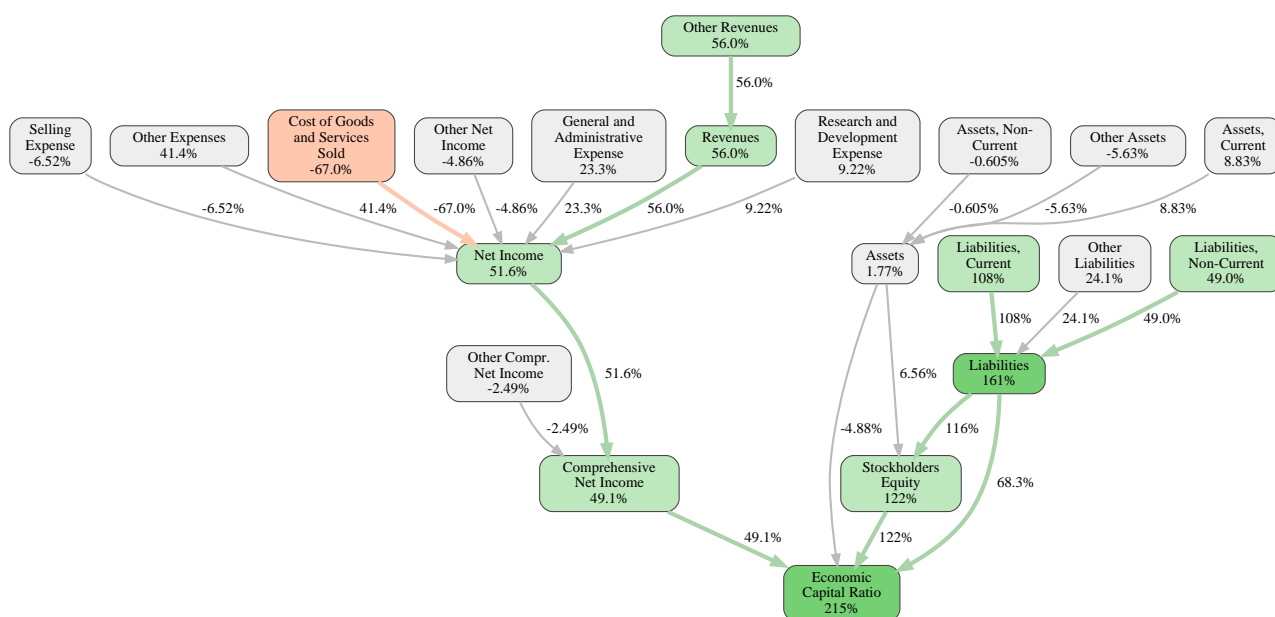 Other Revenues
56.0%
56.0%
Selling
Expense
-6.52%
Other Expenses
41.4%
Cost of Goods
and Services
Sold
-67.0%
Other Net
Income
-4.86%
General and
Administrative
Expense
23.3%
Revenues
56.0%
Research and
Development
Expense
9.22%
Assets, Non-
Current
-0.605%
Other Assets
-5.63%
Assets,
Current
8.83%
-6.52%
41.4%
-67.0%
-4.86%
23.3%
56.0%
9.22%
-0.605%
-5.63%
8.83%
Net Income
51.6%
Assets
1.77%
Liabilities,
Current
108%
Other
Liabilities
24.1%
Liabilities,
Non-Current
49.0%
108%
24.1%
49.0%
Other Compr.
Net Income
-2.49%
51.6%
6.56%
Liabilities
161%
-2.49%
-4.88%
116%
Comprehensive
Net Income
49.1%
Stockholders
Equity
122%
68.3%
49.1%
122%
Economic
Capital Ratio
215%